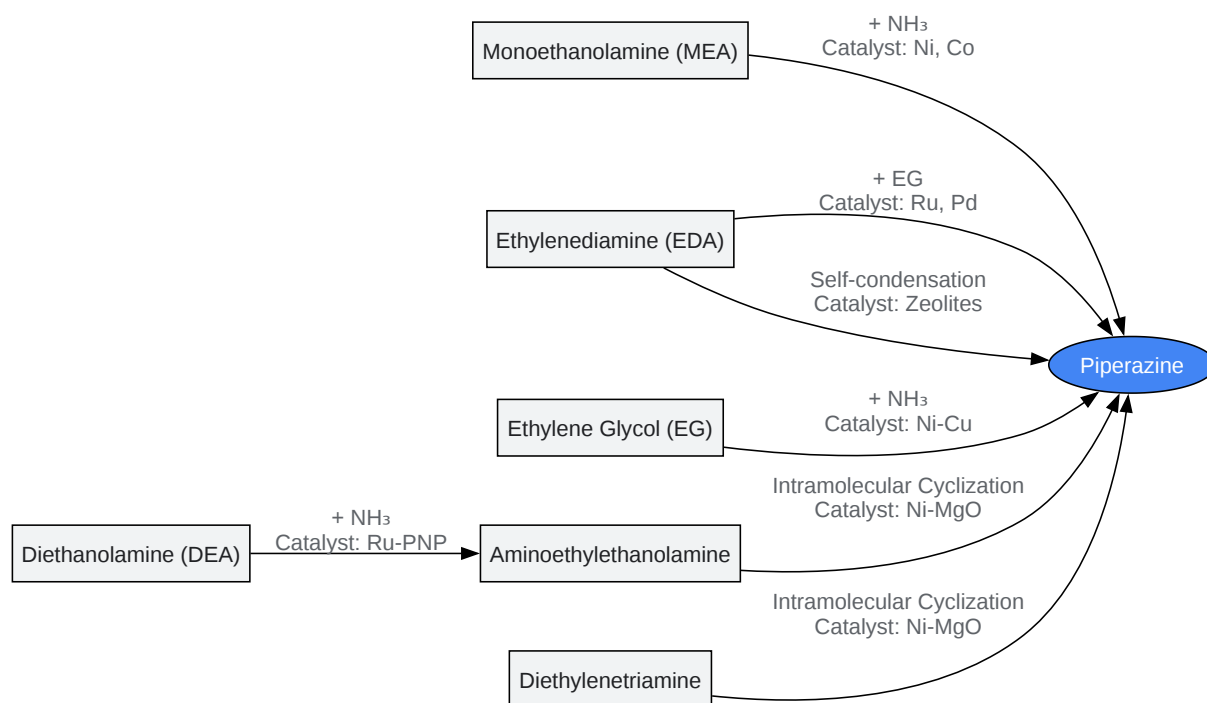 Monoethanolamine (MEA)
+ NH₃
Catalyst: Ni, Co
Ethylenediamine (EDA)
+ EG
Catalyst: Ru, Pd
Self-condensation
Catalyst: Zeolites
Piperazine
Ethylene Glycol (EG)
+ NH₃
Catalyst: Ni-Cu
Diethanolamine (DEA)
+ NH₃
Catalyst: Ru-PNP
Aminoethylethanolamine
Intramolecular Cyclization
Catalyst: Ni-MgO
Diethylenetriamine
Intramolecular Cyclization
Catalyst: Ni-MgO